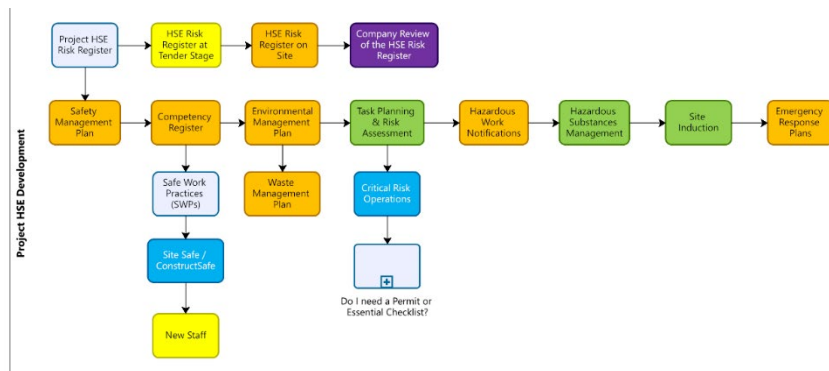 Project HSE
Risk Register
HSE Risk
Register at
Tender Stage
HSE Risk
Register on
Site
Company Review
of the HSE Risk
Register
Safety
Management
Plan
Competency
Register
Environmental
Management
Plan
Task Planning
& Risk
Assessment
Hazardous
Work
Notifications
Hazardous
Substances
Management
Site
Induction
Emergency
Response
Plans
Safe Work
Practices
(SWPs)
Waste
Management
Plan
Critical Risk
Operations
Site Safe /
ConstructSafe
Do I need a Permit or
Essential Checklist?
New Staff
Project HSE Development